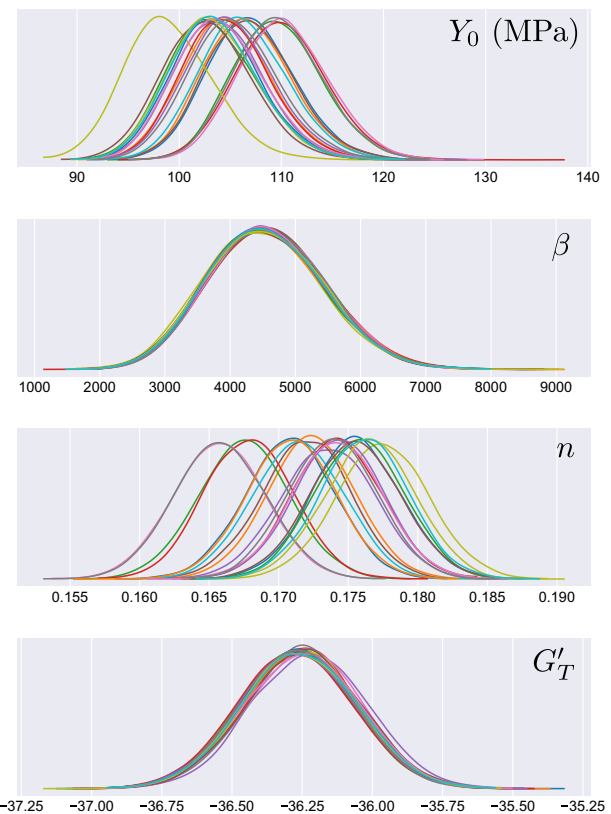 Y₀ (MPa)
90 100 110 120 130 140
β
1000 2000 3000 4000 5000 6000 7000 8000 9000
n
0.155 0.160 0.165 0.170 0.175 0.180 0.185 0.190
G′_T
−37.25 −37.00 −36.75 −36.50 −36.25 −36.00 −35.75 −35.50 −35.25